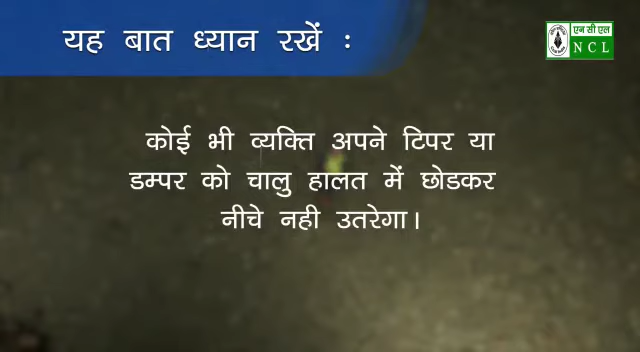 यह बात ध्यान रखें :
एन सी एल
N C L
कोई भी व्यक्ति अपने टिपर या
डम्पर को चालु हालत में छोडकर
नीचे नही उतरेगा।